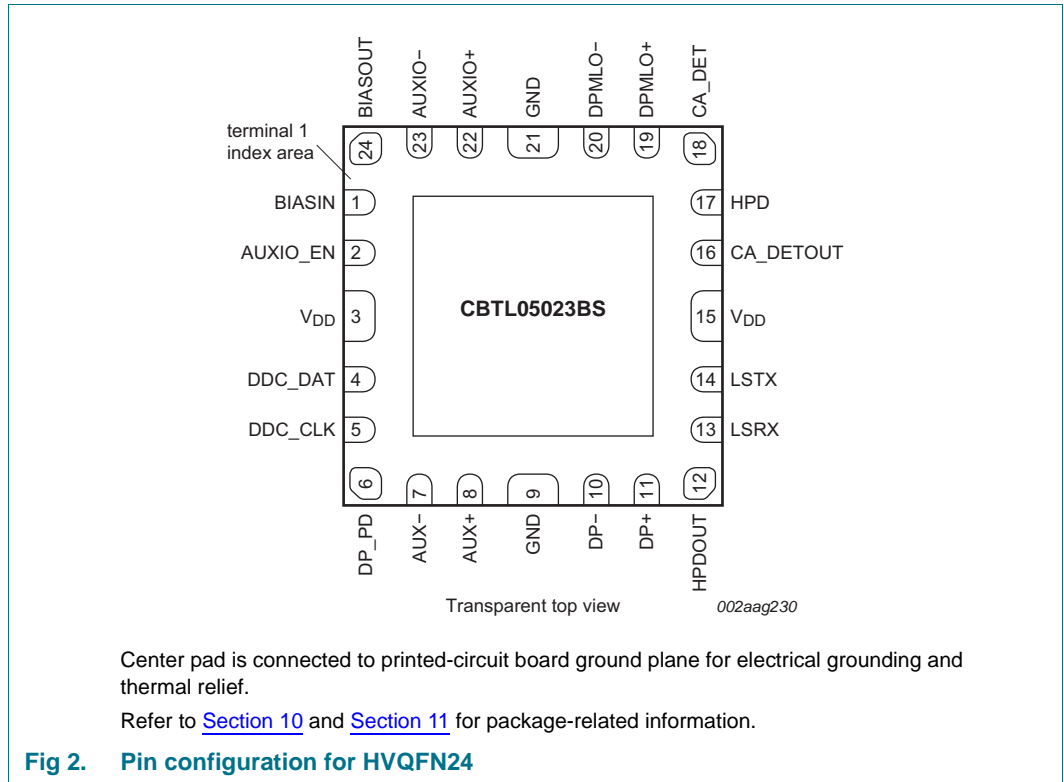 BIASOUT
AUXIO−
AUXIO+
GND
DPMLO−
DPMLO+
CA_DET
terminal 1
index area
24 23 22 21 20 19 18
BIASIN 1
17 HPD
AUXIO_EN 2
16 CA_DETOUT
VDD 3
CBTL05023BS
15 VDD
DDC_DAT 4
14 LSTX
DDC_CLK 5
13 LSRX
6 7 8 9 10 11 12
DP_PD
AUX−
AUX+
GND
DP−
DP+
HPDOUT
Transparent top view
002aag230
Center pad is connected to printed-circuit board ground plane for electrical grounding and
thermal relief.
Refer to Section 10 and Section 11 for package-related information.
Fig 2. Pin configuration for HVQFN24